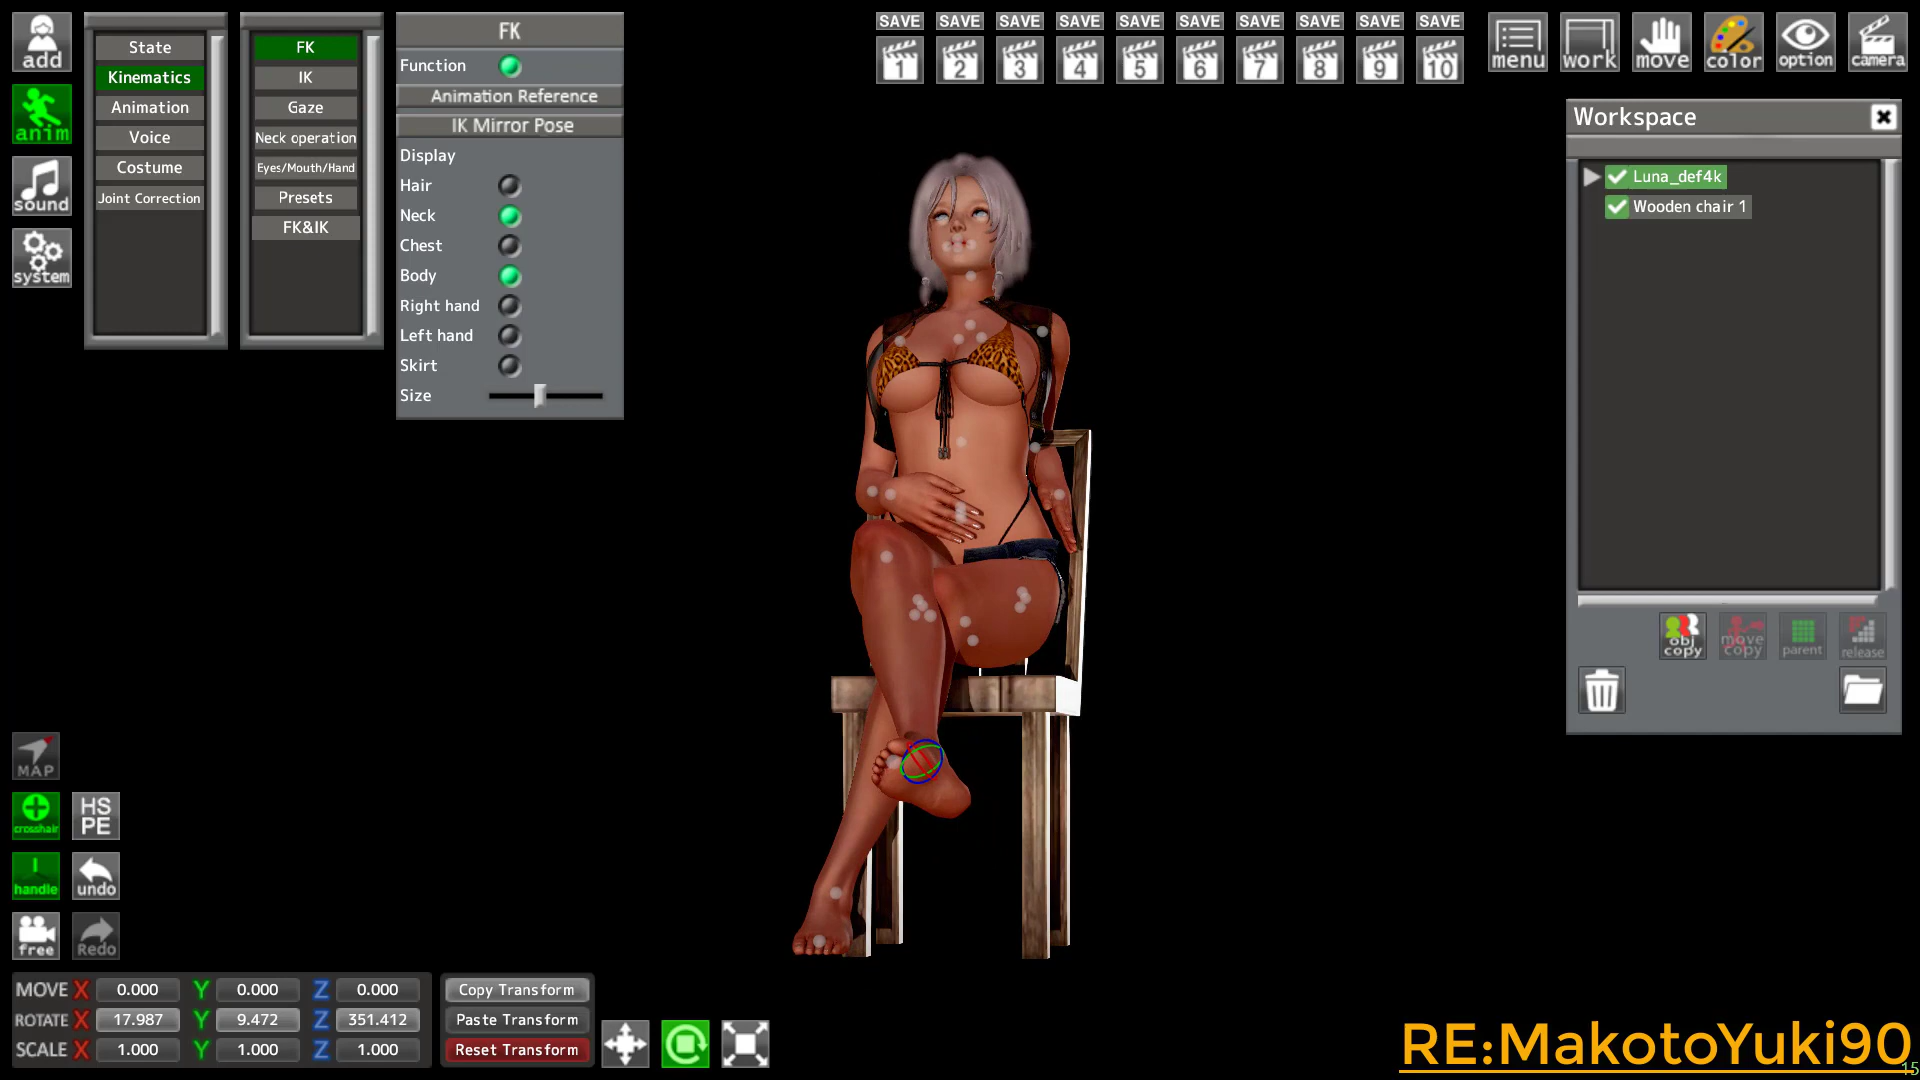 add
anim
sound
system
State
Kinematics
Animation
Voice
Costume
Joint Correction
FK
IK
Gaze
Neck operation
Eyes/Mouth/Hand
Presets
FK&IK
FK
Function
Animation Reference
IK Mirror Pose
Display
Hair
Neck
Chest
Body
Right hand
Left hand
Skirt
Size
SAVE SAVE SAVE SAVE SAVE SAVE SAVE SAVE SAVE SAVE
1 2 3 4 5 6 7 8 9 10
menu work move color option camera
Workspace
Luna_def4k
Wooden chair 1
obj copy
move copy
parent
release
MAP
crosshair
HS PE
handle
undo
free
Redo
MOVE X 0.000 Y 0.000 Z 0.000
ROTATE X 17.987 Y 9.472 Z 351.412
SCALE X 1.000 Y 1.000 Z 1.000
Copy Transform
Paste Transform
Reset Transform
RE:MakotoYuki90
15